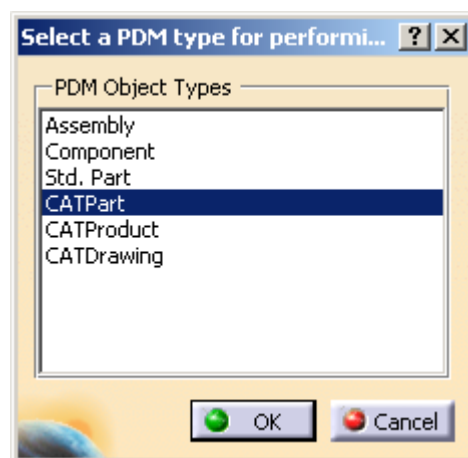 Select a PDM type for performi...
PDM Object Types
Assembly
Component
Std. Part
CATPart
CATProduct
CATDrawing
OK
Cancel